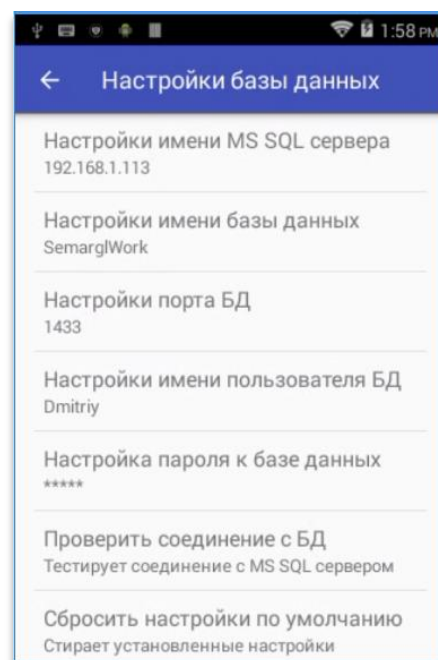 1:58 PM
Настройки базы данных
Настройки имени MS SQL сервера
192.168.1.113
Настройки имени базы данных
SemarglWork
Настройки порта БД
1433
Настройки имени пользователя БД
Dmitriy
Настройка пароля к базе данных
*****
Проверить соединение с БД
Тестирует соединение с MS SQL сервером
Сбросить настройки по умолчанию
Стирает установленные настройки